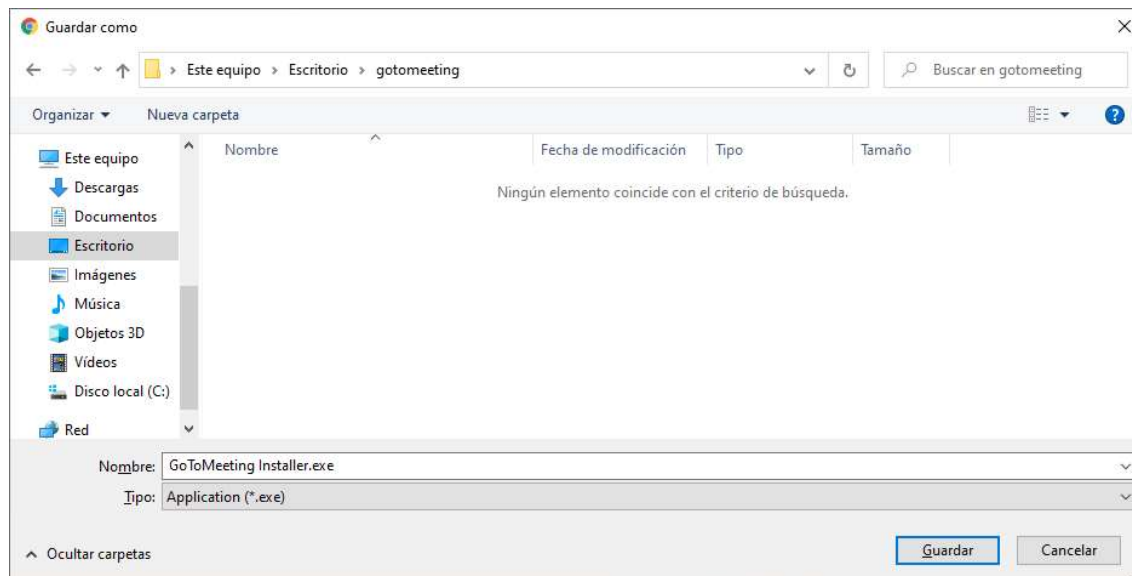 Guardar como
Este equipo > Escritorio > gotomeeting
Buscar en gotomeeting
Organizar
Nueva carpeta
Nombre
Fecha de modificación
Tipo
Tamaño
Ningún elemento coincide con el criterio de búsqueda.
Este equipo
Descargas
Documentos
Escritorio
Imágenes
Música
Objetos 3D
Vídeos
Disco local (C:)
Red
Nombre: GoToMeeting Installer.exe
Tipo: Application (*.exe)
Ocultar carpetas
Guardar
Cancelar